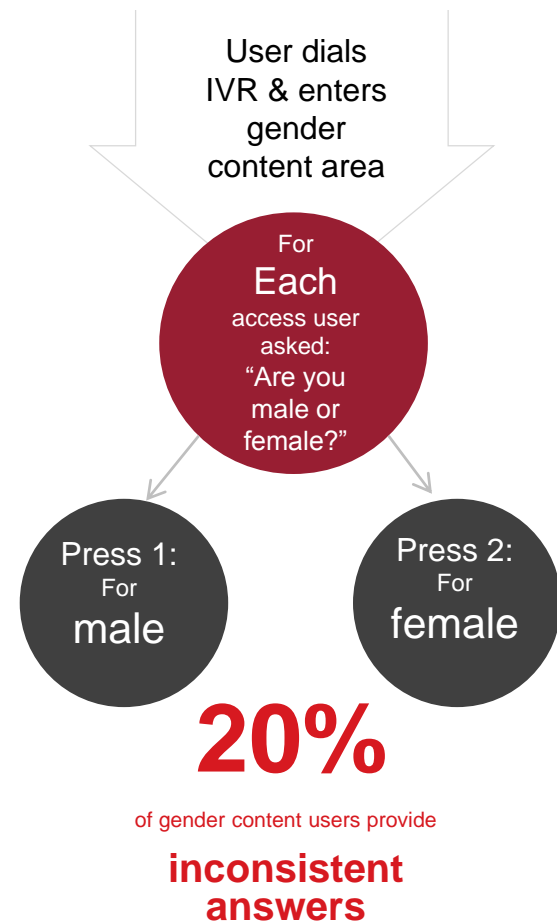 User dials
IVR & enters
gender
content area
For
Each
access user
asked:
“Are you
male or
female?”
Press 1:
For
male
Press 2:
For
female
20%
of gender content users provide
inconsistent
answers